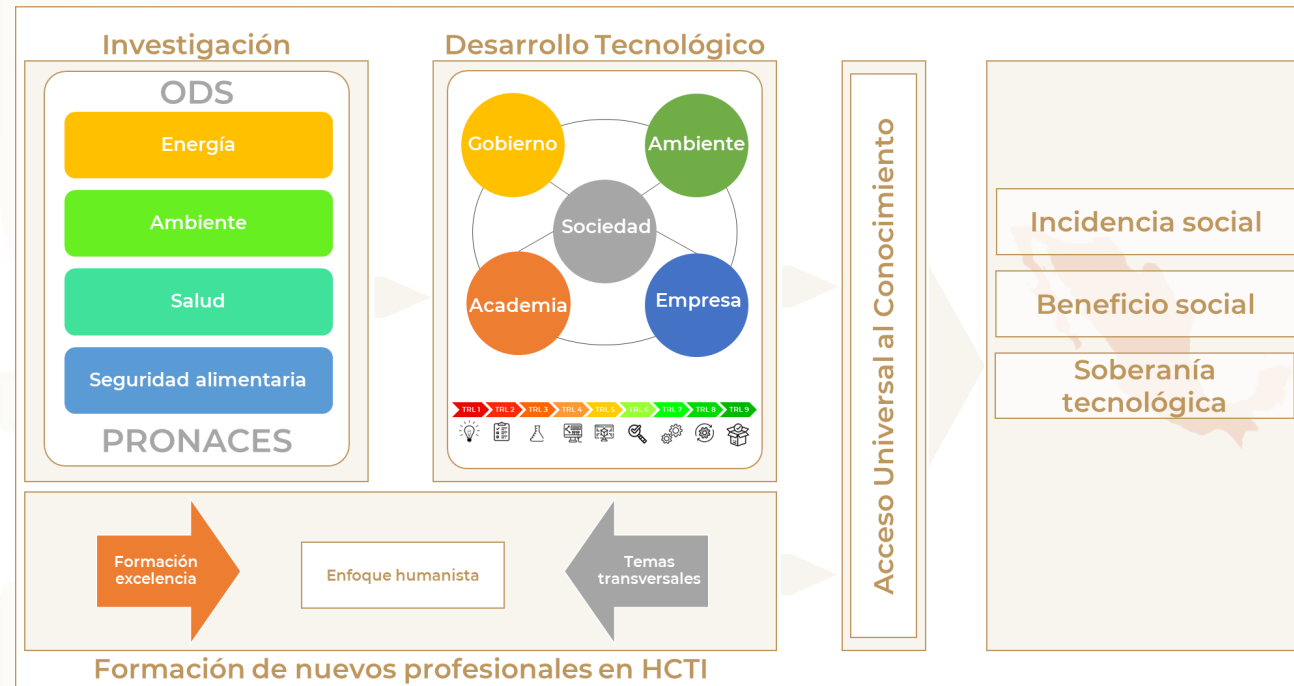 Investigación
ODS
Energía
Ambiente
Salud
Seguridad alimentaria
PRONACES
Desarrollo Tecnológico
Gobierno
Ambiente
Sociedad
Academia
Empresa
TRL 1
TRL 2
TRL 3
TRL 4
TRL 5
TRL 6
TRL 7
TRL 8
TRL 9
Formación
excelencia
Enfoque humanista
Temas
transversales
Formación de nuevos profesionales en HCTI
Acceso Universal al Conocimiento
Incidencia social
Beneficio social
Soberanía
tecnológica